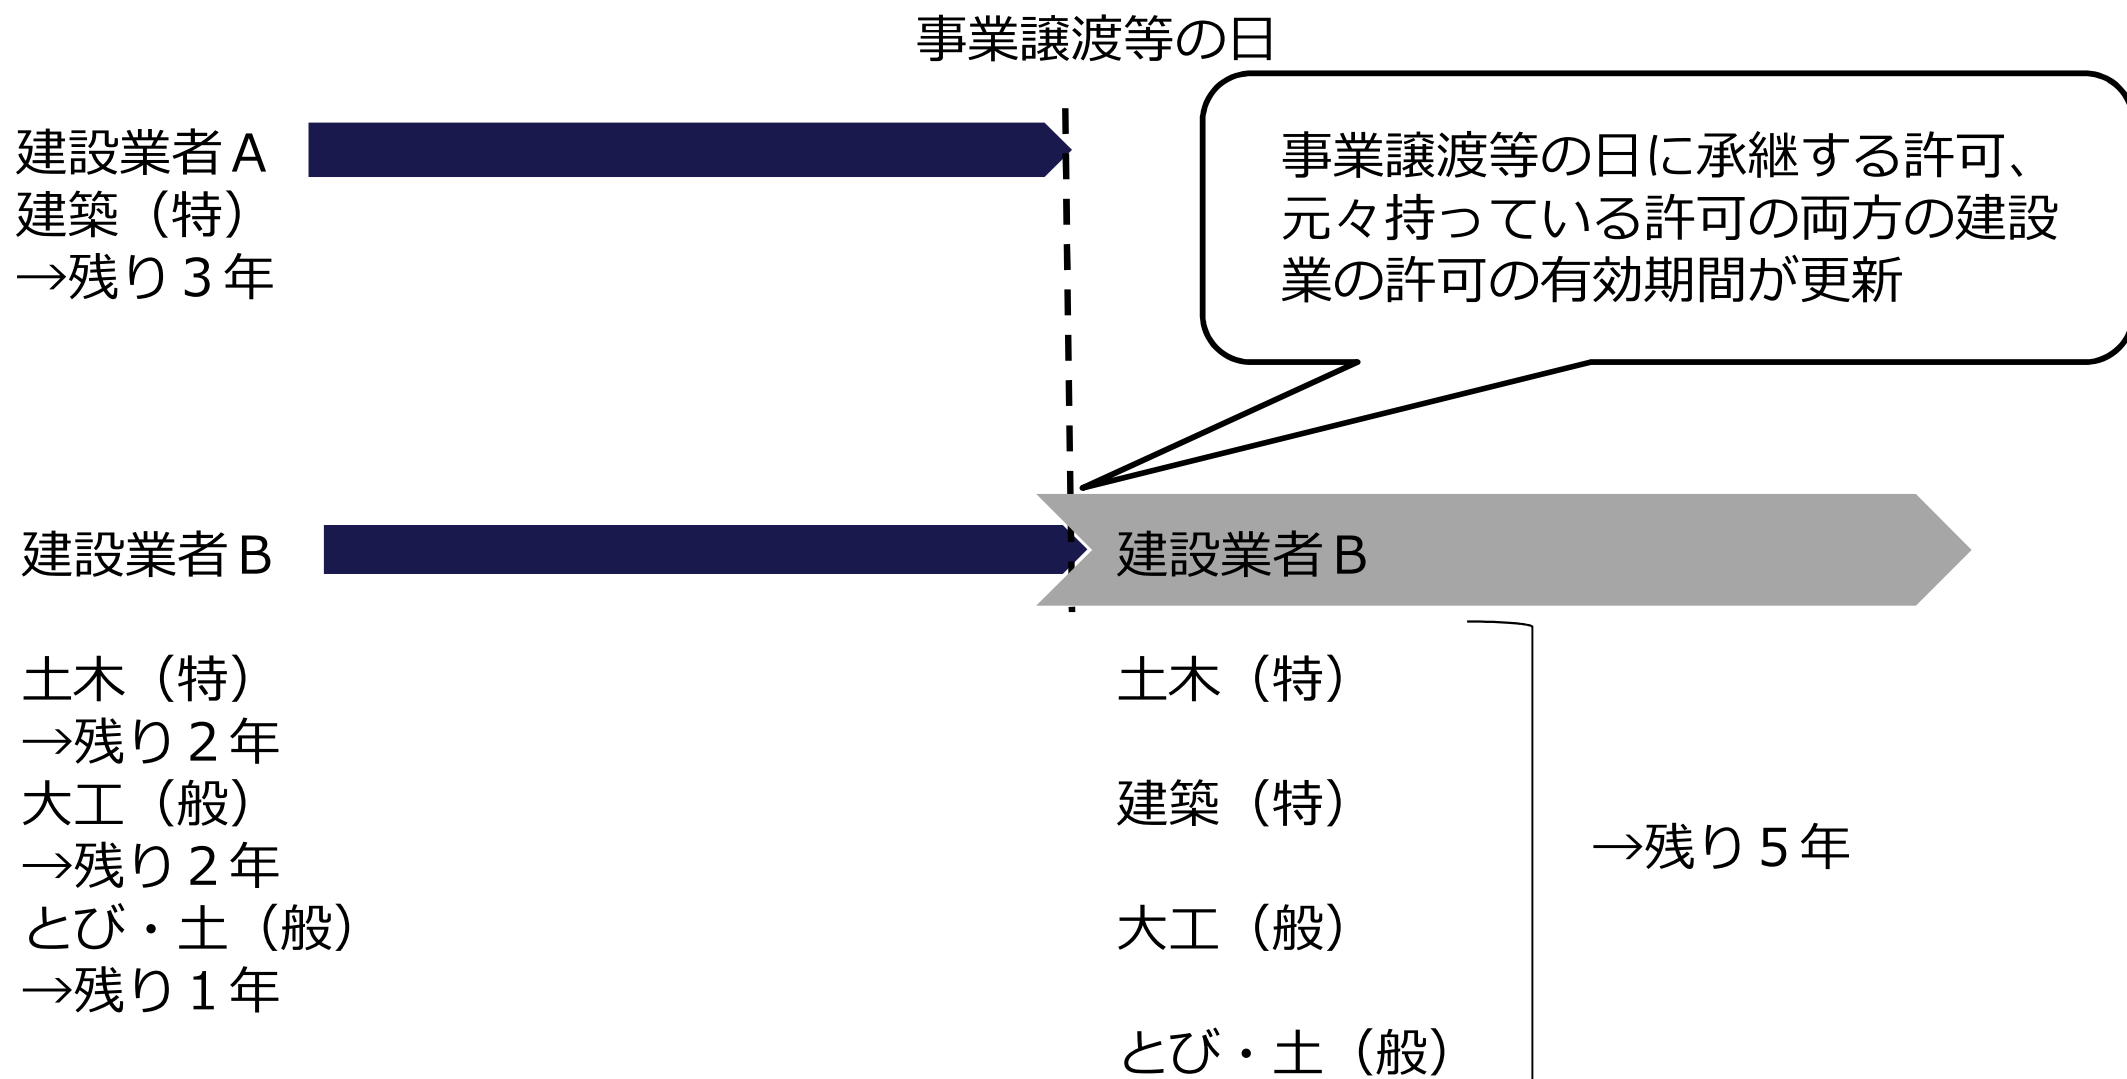 事業譲渡等の日
建設業者Ａ
建築（特）
→残り３年
事業譲渡等の日に承継する許可、
元々持っている許可の両方の建設
業の許可の有効期間が更新
建設業者Ｂ
土木（特）
→残り２年
大工（般）
→残り２年
とび・土（般）
→残り１年
建設業者Ｂ
土木（特）
建築（特）
大工（般）
とび・土（般）
→残り５年